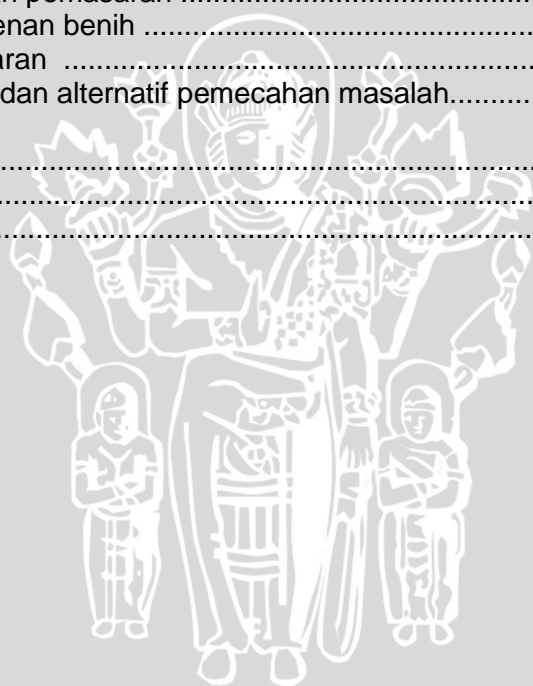 pemasaran ........................................
enan benih ........................................
aran ........................................
dan alternatif pemecahan masalah..........
........................................
........................................
........................................